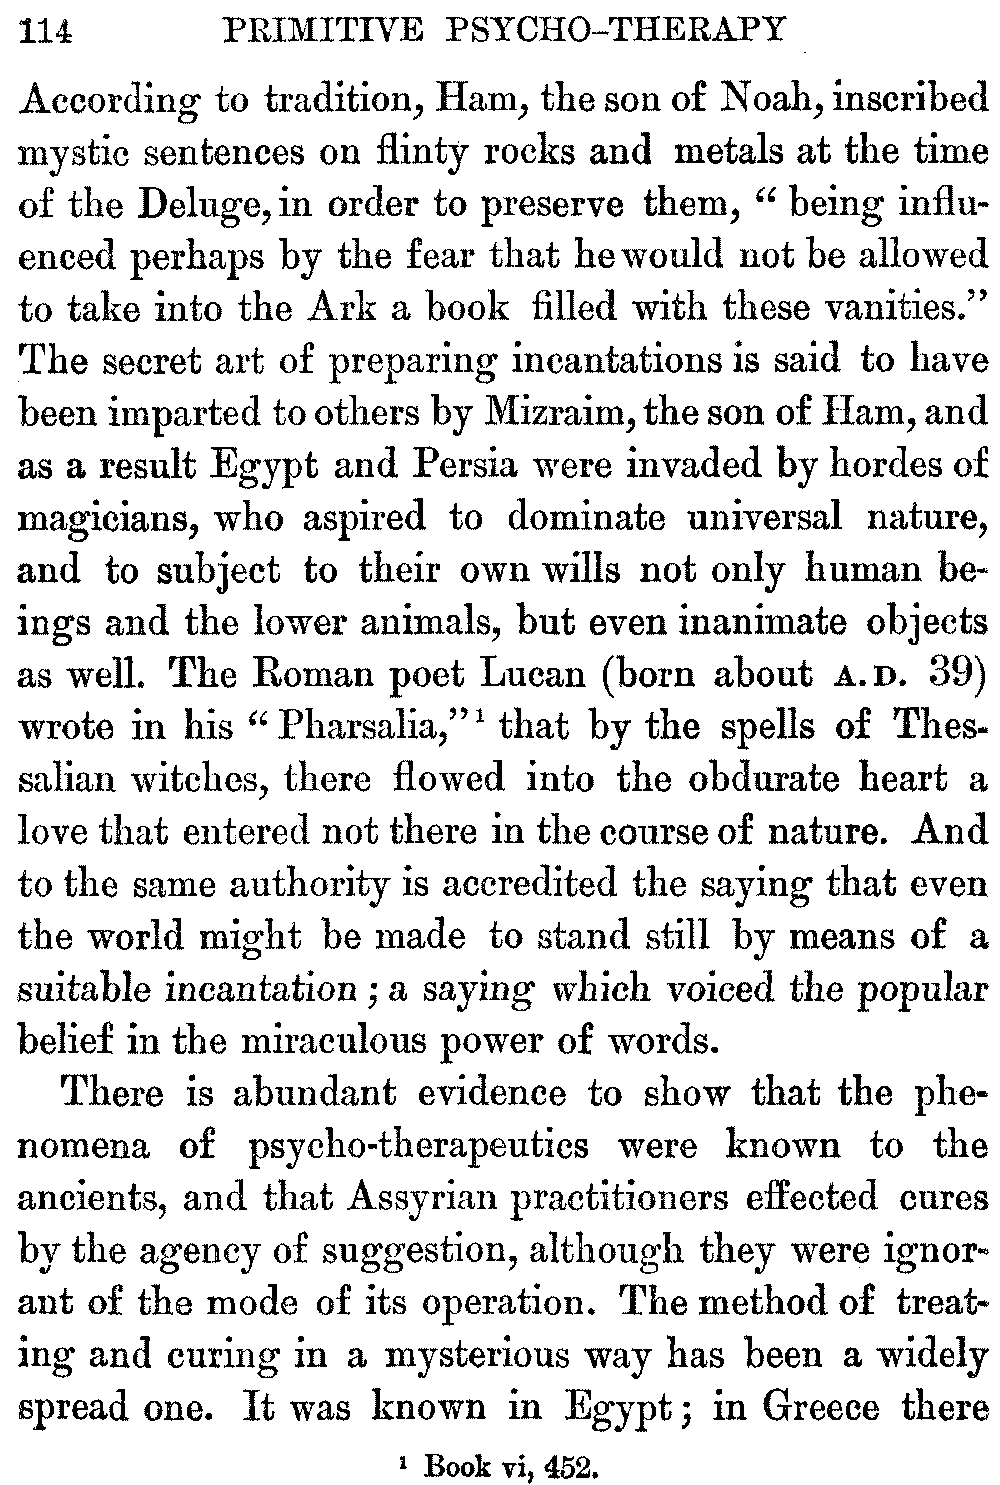 114 PRIMITIVE PSYCHO-THERAPY
According to tradition, Ham, the son of Noah, inscribed
mystic sentences on flinty rocks and metals at the time
of the Deluge, in order to preserve them, “ being influ-
enced perhaps by the fear that he would not be allowed
to take into the Ark a book filled with these vanities.”
The secret art of preparing incantations is said to have
been imparted to others by Mizraim, the son of Ham, and
as a result Egypt and Persia were invaded by hordes of
magicians, who aspired to dominate universal nature,
and to subject to their own wills not only human be-
ings and the lower animals, but even inanimate objects
as well. The Roman poet Lucan (born about A.D. 39)
wrote in his “ Pharsalia,” ¹ that by the spells of Thes-
salian witches, there flowed into the obdurate heart a
love that entered not there in the course of nature. And
to the same authority is accredited the saying that even
the world might be made to stand still by means of a
suitable incantation ; a saying which voiced the popular
belief in the miraculous power of words.
There is abundant evidence to show that the phe-
nomena of psycho-therapeutics were known to the
ancients, and that Assyrian practitioners effected cures
by the agency of suggestion, although they were ignor-
ant of the mode of its operation. The method of treat-
ing and curing in a mysterious way has been a widely
spread one. It was known in Egypt ; in Greece there
¹ Book vi, 452.